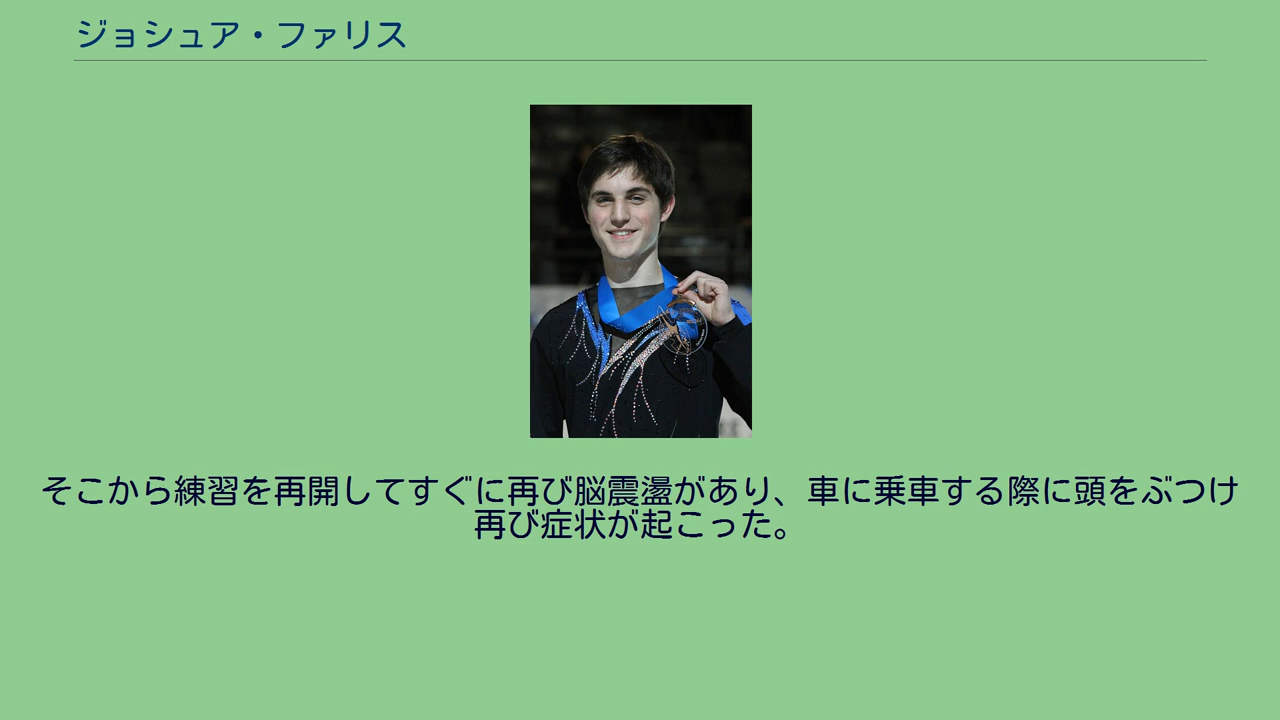 ジョシュア・ファリス
そこから練習を再開してすぐに再び脳震盪があり、車に乗車する際に頭をぶつけ
再び症状が起こった。